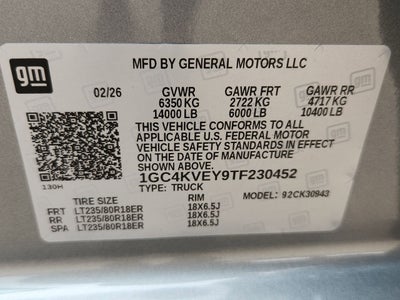 gm
MFD BY GENERAL MOTORS LLC
02/26 GVWR GAWR FRT GAWR RR
6350 KG 2722 KG 4717 KG
14000 LB 6000 LB 10400 LB
THIS VEHICLE CONFORMS TO ALL
APPLICABLE U.S. FEDERAL MOTOR
VEHICLE SAFETY STANDARDS IN
EFFECT ON THE DATE OF MANUFACTURE
SHOWN ABOVE.
1GC4KVEY9TF230452
130H TYPE: TRUCK
MODEL: 92CK30943
TIRE SIZE RIM
FRT LT235/80R18ER 18X6.5J
RR LT235/80R18ER 18X6.5J
SPA LT235/80R18ER 18X6.5J